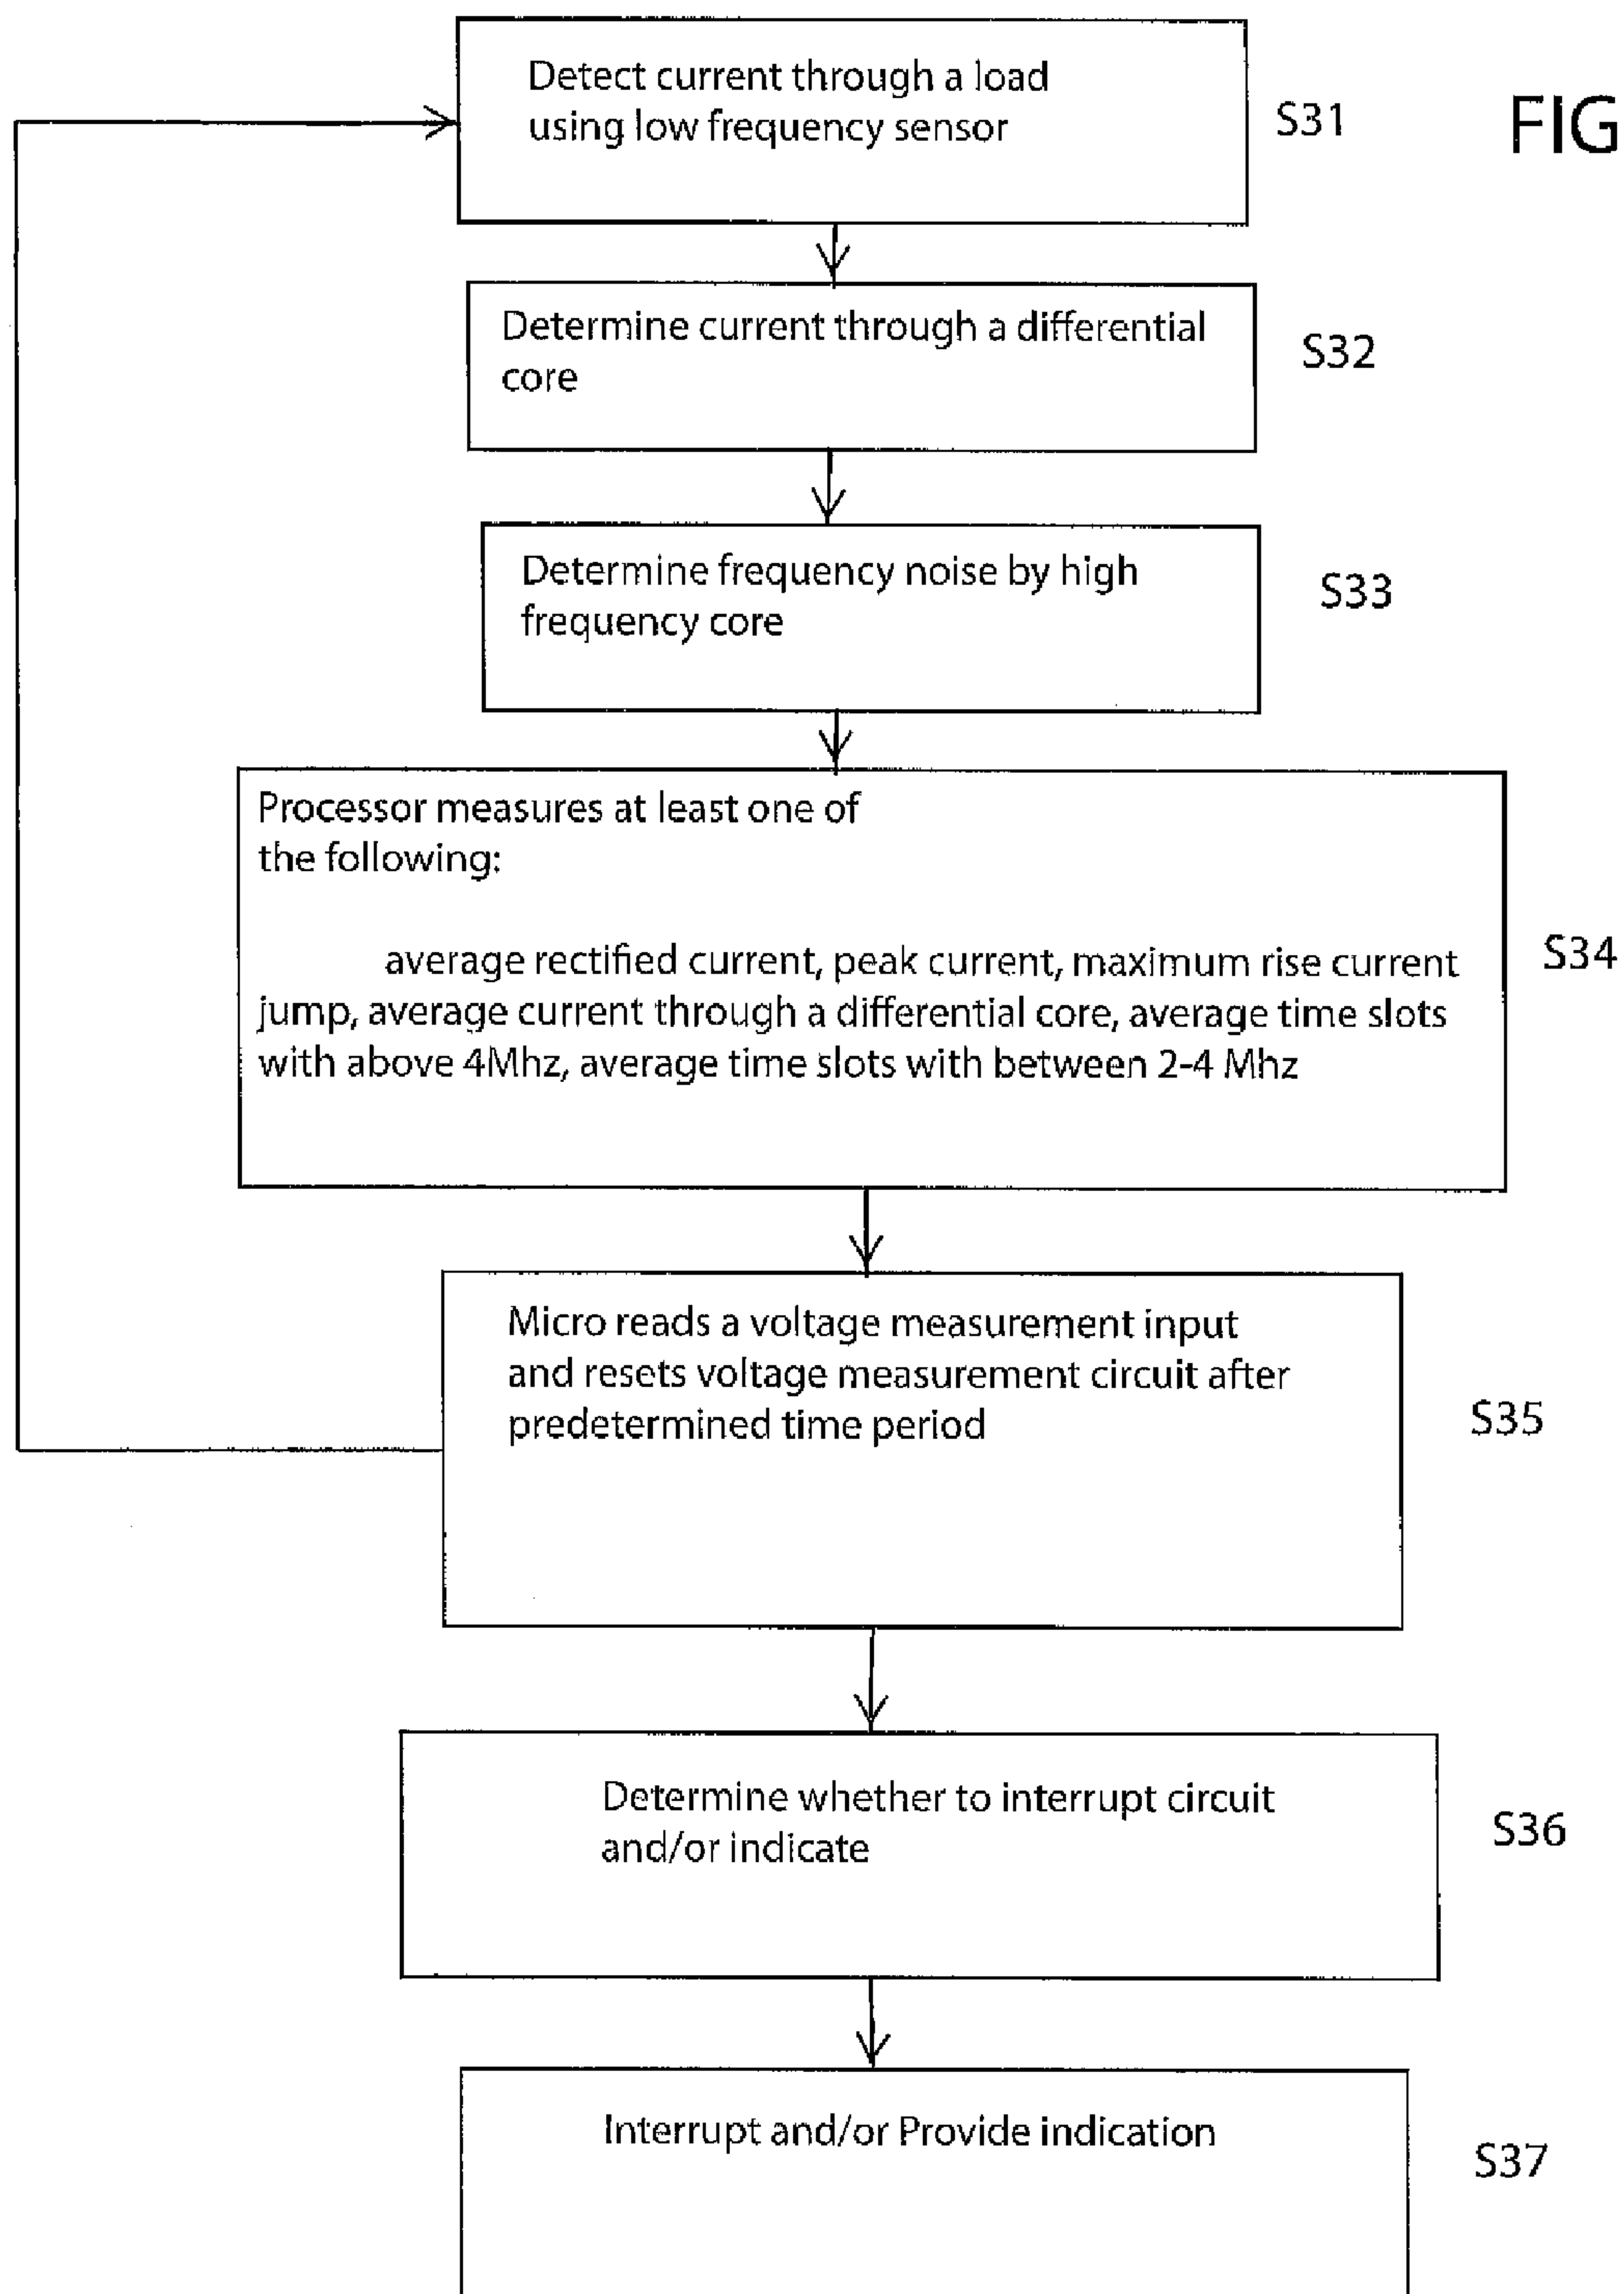 Detect current through a load
using low frequency sensor
S31
FIG
Determine current through a differential
core
S32
Determine frequency noise by high
frequency core
S33
Processor measures at least one of
the following:
average rectified current, peak current, maximum rise current
jump, average current through a differential core, average time slots
with above 4Mhz, average time slots with between 2-4 Mhz
S34
Micro reads a voltage measurement input
and resets voltage measurement circuit after
predetermined time period
S35
Determine whether to interrupt circuit
and/or indicate
S36
Interrupt and/or Provide indication
S37